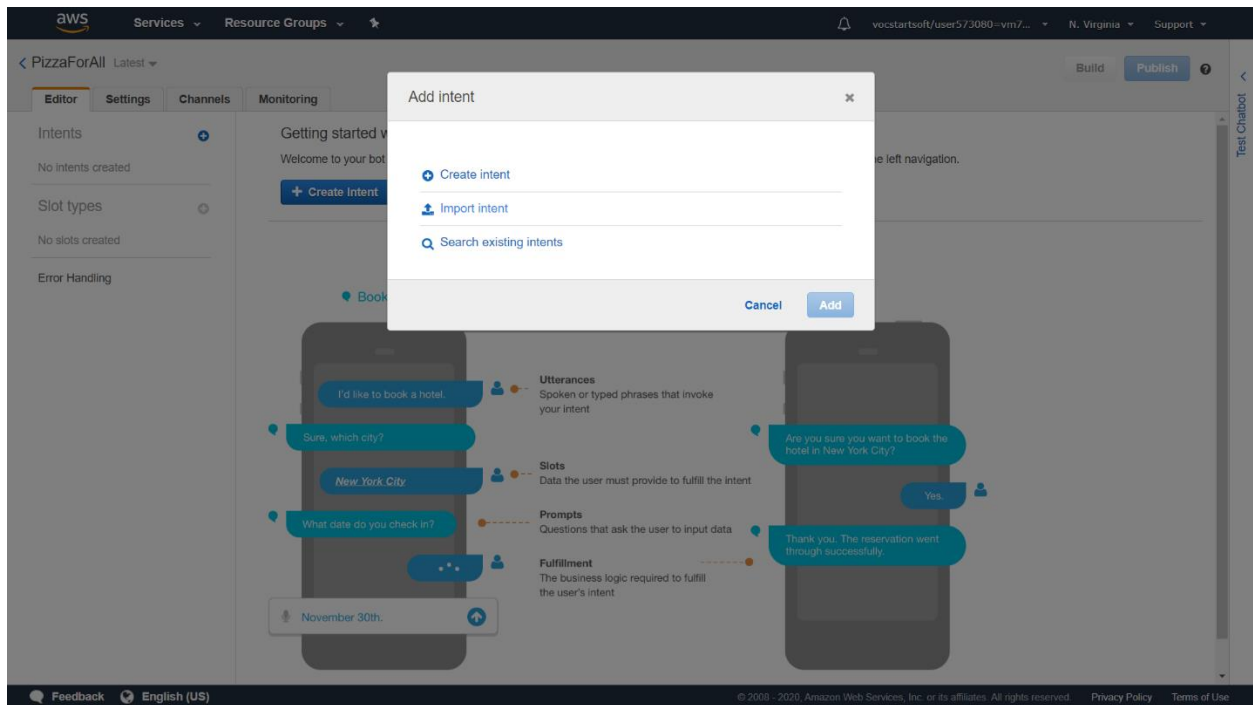 aws Services Resource Groups vocstartsoft/user573080=vm7... N. Virginia Support
PizzaForAll Latest
Build Publish
Editor Settings Channels Monitoring
Test Chatbot
Add intent
Intents
No intents created
Slot types
No slots created
Error Handling
Getting started w
Welcome to your bot
e left navigation.
+ Create Intent
Create intent
Import intent
Search existing intents
Cancel Add
Book
I'd like to book a hotel.
Sure, which city?
New York City
What date do you check in?
November 30th.
Utterances
Spoken or typed phrases that invoke
your intent
Slots
Data the user must provide to fulfill the intent
Prompts
Questions that ask the user to input data
Fulfillment
The business logic required to fulfill
the user's intent
Are you sure you want to book the
hotel in New York City?
Yes.
Thank you. The reservation went
through successfully.
Feedback English (US)
© 2008 - 2020, Amazon Web Services, Inc. or its affiliates. All rights reserved. Privacy Policy Terms of Use